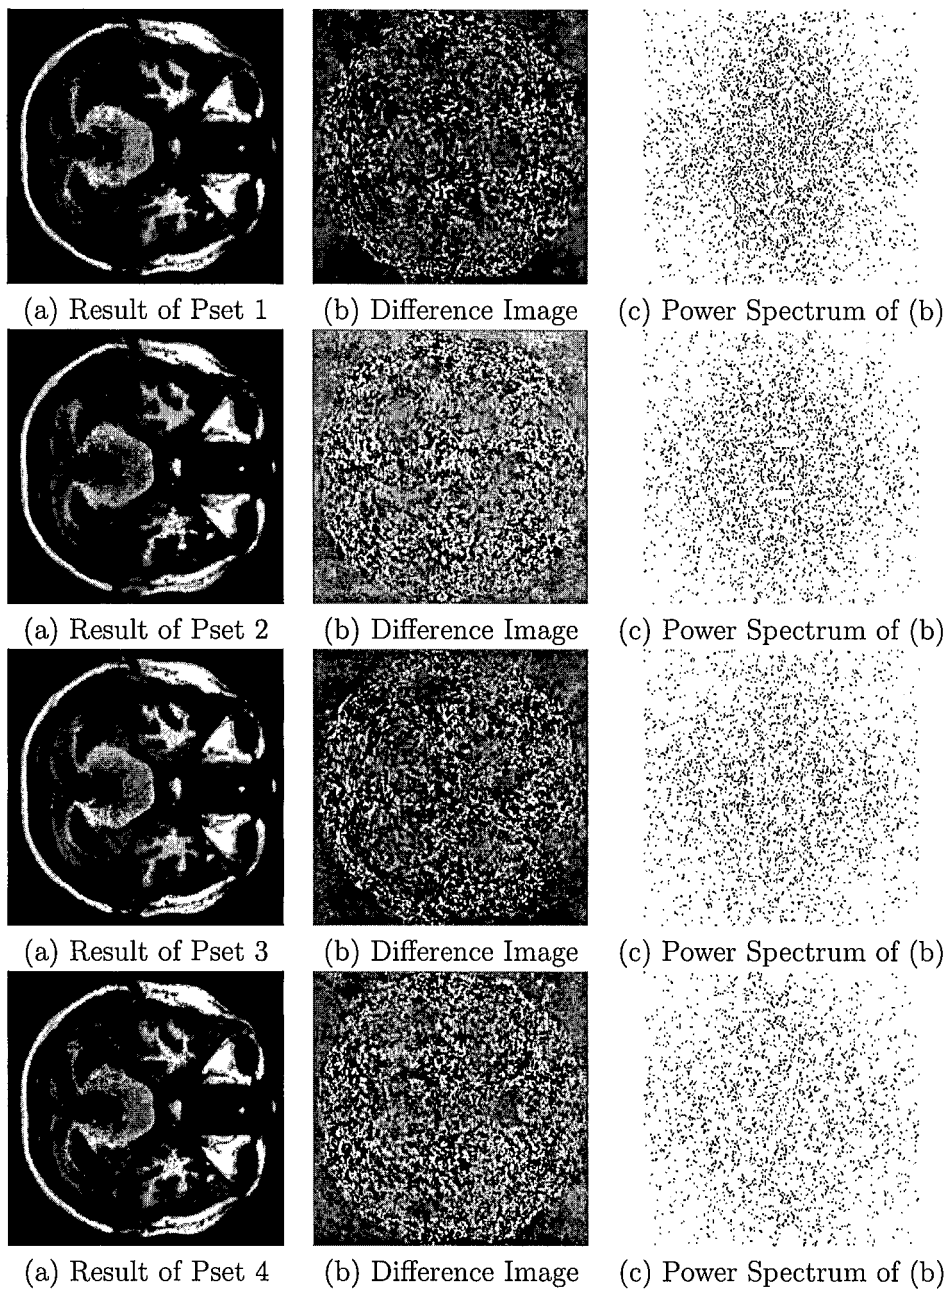 (a) Result of Pset 1 (b) Difference Image (c) Power Spectrum of (b)
(a) Result of Pset 2 (b) Difference Image (c) Power Spectrum of (b)
(a) Result of Pset 3 (b) Difference Image (c) Power Spectrum of (b)
(a) Result of Pset 4 (b) Difference Image (c) Power Spectrum of (b)